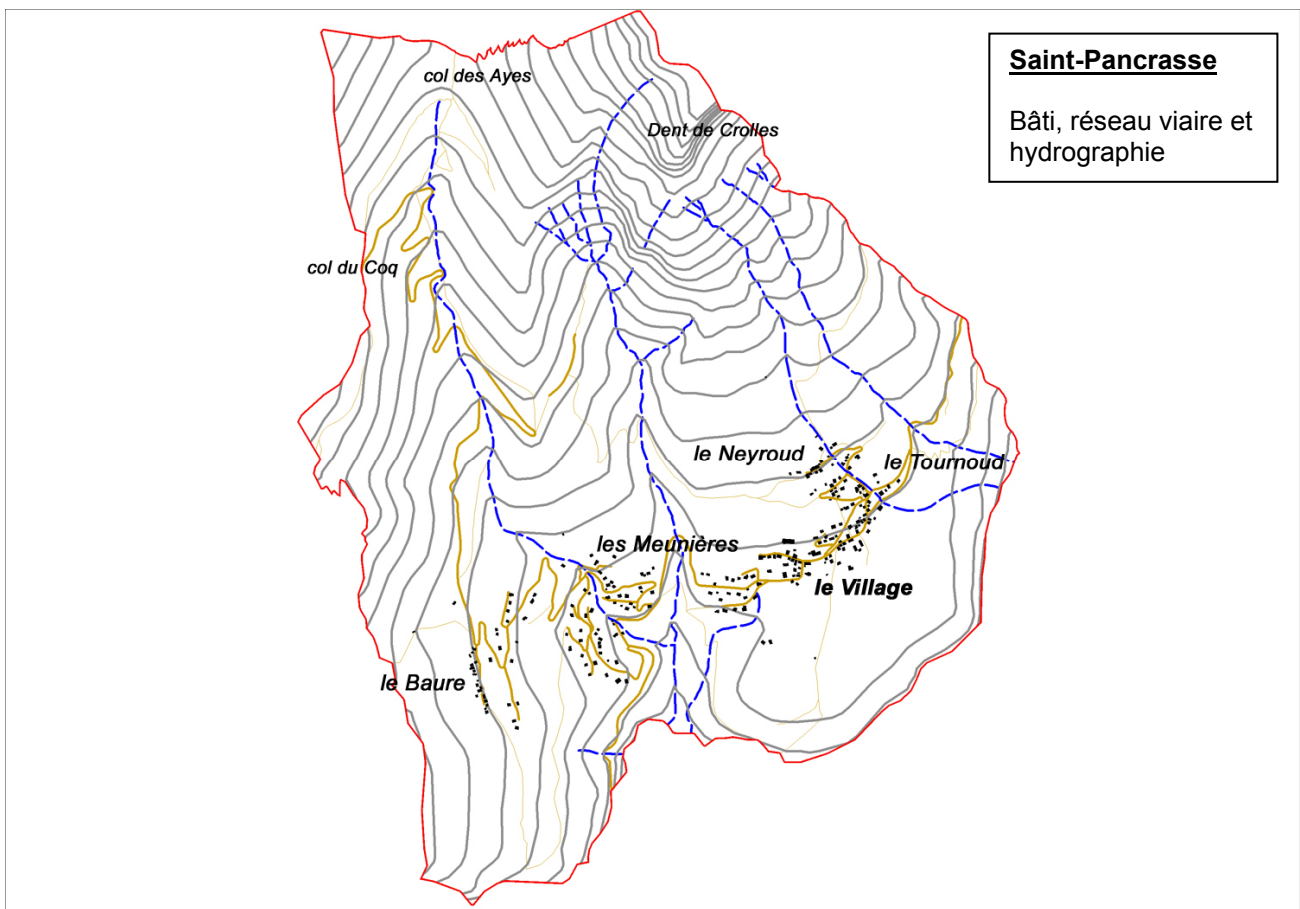 Saint-Pancrasse
Bâti, réseau viaire et
hydrographie
col des Ayes
Dent de Crolles
col du Coq
le Neyroud
le Tournoud
les Meunières
le Village
le Baure